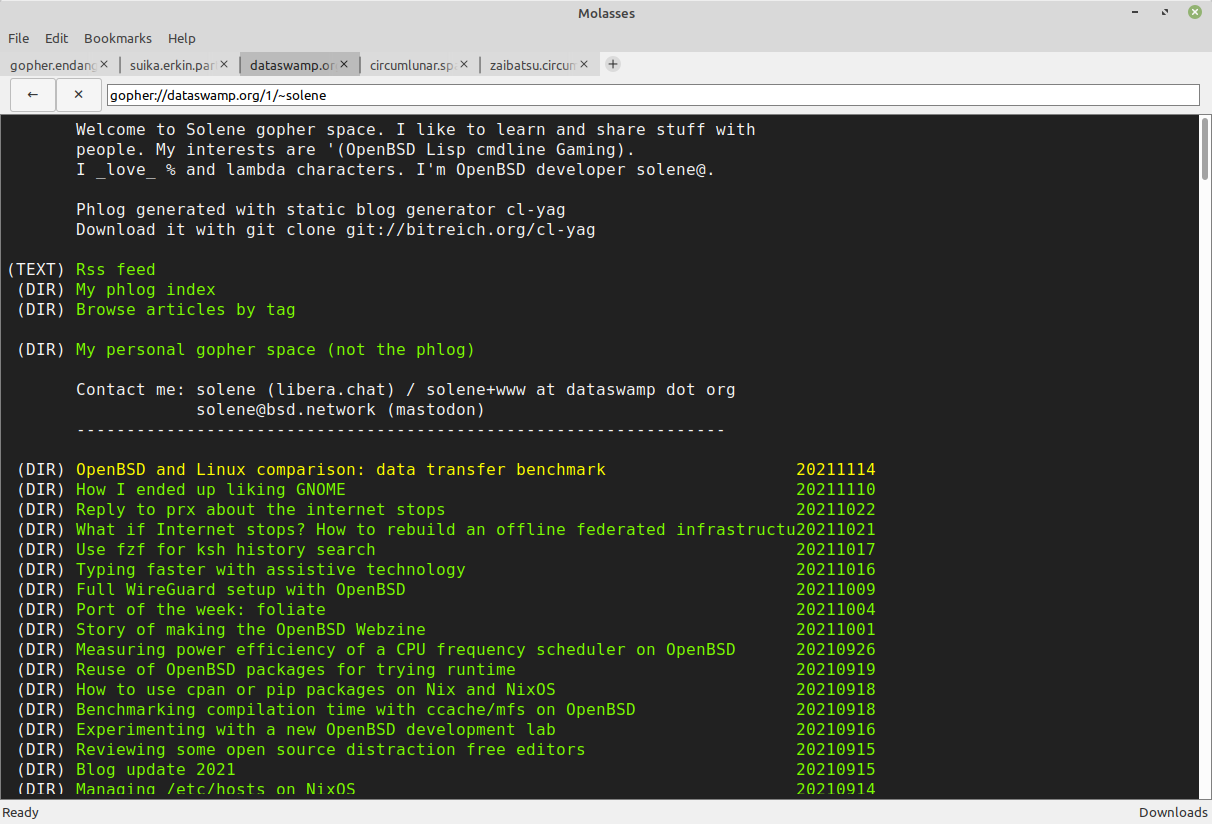 Molasses
File Edit Bookmarks Help
gopher.endang suika.erkin.par dataswamp.or circumlunar.sp zaibatsu.circum
gopher://dataswamp.org/1/~solene
Welcome to Solene gopher space. I like to learn and share stuff with
people. My interests are '(OpenBSD Lisp cmdline Gaming).
I _love_ % and lambda characters. I'm OpenBSD developer solene@.
Phlog generated with static blog generator cl-yag
Download it with git clone git://bitreich.org/cl-yag
(TEXT) Rss feed
(DIR) My phlog index
(DIR) Browse articles by tag
(DIR) My personal gopher space (not the phlog)
Contact me: solene (libera.chat) / solene+www at dataswamp dot org
solene@bsd.network (mastodon)
-----------------------------------------------------------------
(DIR) OpenBSD and Linux comparison: data transfer benchmark 20211114
(DIR) How I ended up liking GNOME 20211110
(DIR) Reply to prx about the internet stops 20211022
(DIR) What if Internet stops? How to rebuild an offline federated infrastructu20211021
(DIR) Use fzf for ksh history search 20211017
(DIR) Typing faster with assistive technology 20211016
(DIR) Full WireGuard setup with OpenBSD 20211009
(DIR) Port of the week: foliate 20211004
(DIR) Story of making the OpenBSD Webzine 20211001
(DIR) Measuring power efficiency of a CPU frequency scheduler on OpenBSD 20210926
(DIR) Reuse of OpenBSD packages for trying runtime 20210919
(DIR) How to use cpan or pip packages on Nix and NixOS 20210918
(DIR) Benchmarking compilation time with ccache/mfs on OpenBSD 20210918
(DIR) Experimenting with a new OpenBSD development lab 20210916
(DIR) Reviewing some open source distraction free editors 20210915
(DIR) Blog update 2021 20210915
(DIR) Managing /etc/hosts on NixOS 20210914
Ready Downloads